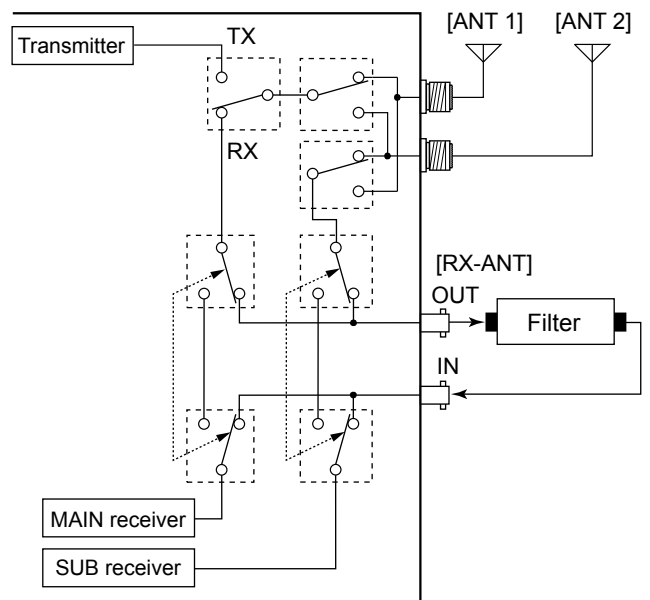 [ANT 1]
[ANT 2]
Transmitter
TX
RX
[RX-ANT]
OUT
Filter
IN
MAIN receiver
SUB receiver